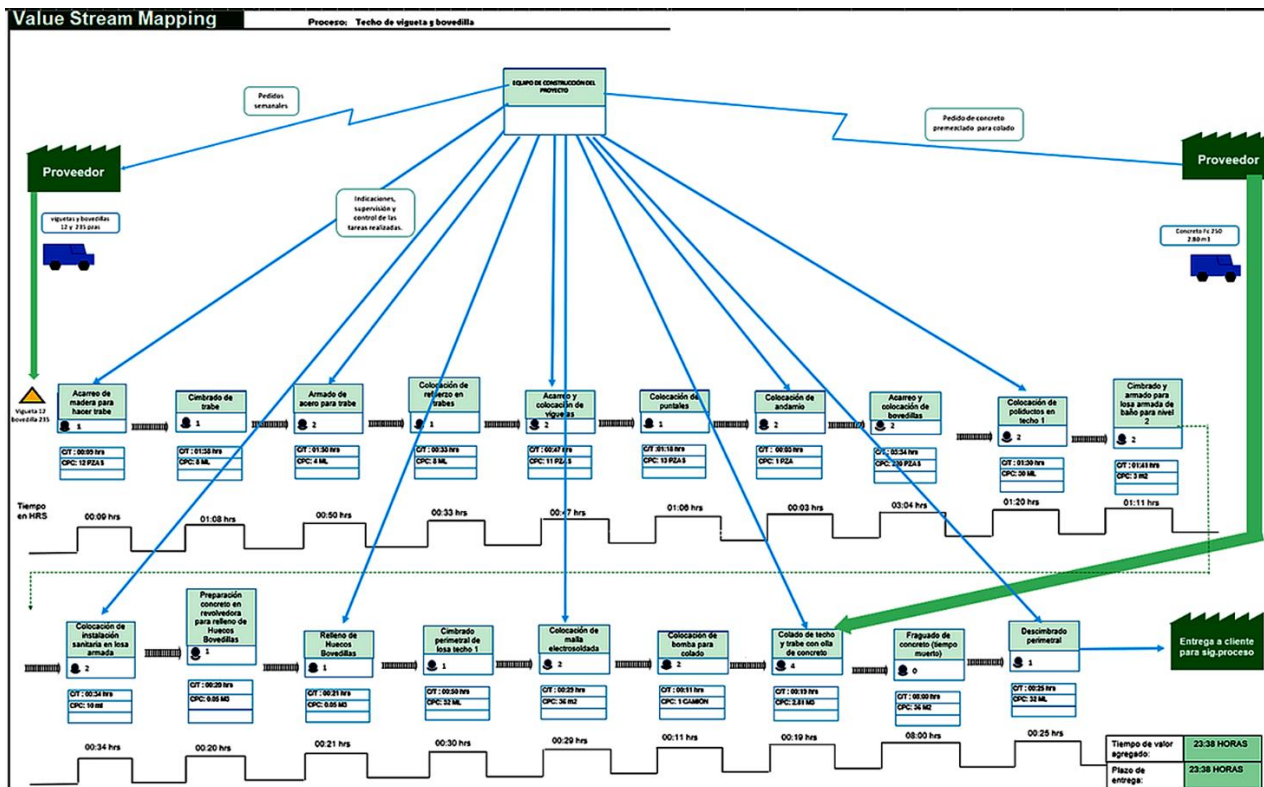 Value Stream Mapping
Proceso: Techo de vigueta y bovedilla
EQUIPO DE CONSTRUCCIÓN DEL
PROYECTO
Pedidos
semanales
Pedido de concreto
premezclado para colado
Proveedor
Proveedor
viguetas y bovedillas
12 y 235 pzas
Indicaciones,
supervisión y
control de las
tareas realizadas.
Concreto Fc 250
2.80 m3
Vigueta 12
bovedilla 235
Acarreo de
madera para
hacer trabe
1
C/T : 00:09 hrs
CPC: 12 PZAS
Cimbrado de
trabe
1
CPC: 8 ML
Armado de
acero para trabe
2
C/T : 01:50 hrs
CPC: 4 ML
Colocación de
refuerzo en
trabes
1
C/T : 00:33 hrs
CPC: 8 ML
Acarreo y
colocación de
viguetas
2
C/T : 00:47 hrs
CPC: 11 PZAS
Colocación de
puntales
1
C/T : 01:18 hrs
CPC: 13 PZAS
Colocación de
andamio
2
C/T : 00:03 hrs
CPC: 1 PZA
Acarreo y
colocación de
bovedillas
2
C/T : 03:34 hrs
Colocación de
poliductos en
techo 1
2
C/T : 01:30 hrs
CPC: 30 ML
Cimbrado y
armado para
losa armada de
baño para nivel
2
2
C/T : 01:41 hrs
CPC: 3 m2
Tiempo
en HRS
00:09 hrs
01:08 hrs
00:50 hrs
00:33 hrs
00:47 hrs
01:06 hrs
00:03 hrs
03:04 hrs
01:20 hrs
01:11 hrs
Colocación de
instalación
sanitaria en losa
armada
2
C/T : 00:34 hrs
CPC: 10 ml
Preparación
concreto en
revolvedora
para relleno de
Huecos
Bovedillas
1
C/T : 00:20 hrs
CPC: 0.05 M3
Relleno de
Huecos
Bovedillas
1
C/T : 00:21 hrs
CPC: 0.05 M3
Cimbrado
perimetral de
losa techo 1
1
C/T : 00:50 hrs
CPC: 32 ML
Colocación de
malla
electrosoldada
2
C/T : 00:29 hrs
CPC: 36 m2
Colocación de
bomba para
colado
2
C/T : 00:11 hrs
CPC: 1 CAMIÓN
Colado de techo
y trabe con olla
de concreto
4
C/T : 00:19 hrs
CPC: 2.81 M3
Fraguado de
concreto (tiempo
muerto)
0
C/T : 08:00 hrs
CPC: 36 M2
Descimbrado
perimetral
1
C/T : 00:25 hrs
CPC: 32 ML
Entrega a cliente
para sig.proceso
00:34 hrs
00:20 hrs
00:21 hrs
00:30 hrs
00:29 hrs
00:11 hrs
00:19 hrs
08:00 hrs
00:25 hrs
Tiempo de valor
agregado:
23:38 HORAS
Plazo de
entrega:
23:38 HORAS